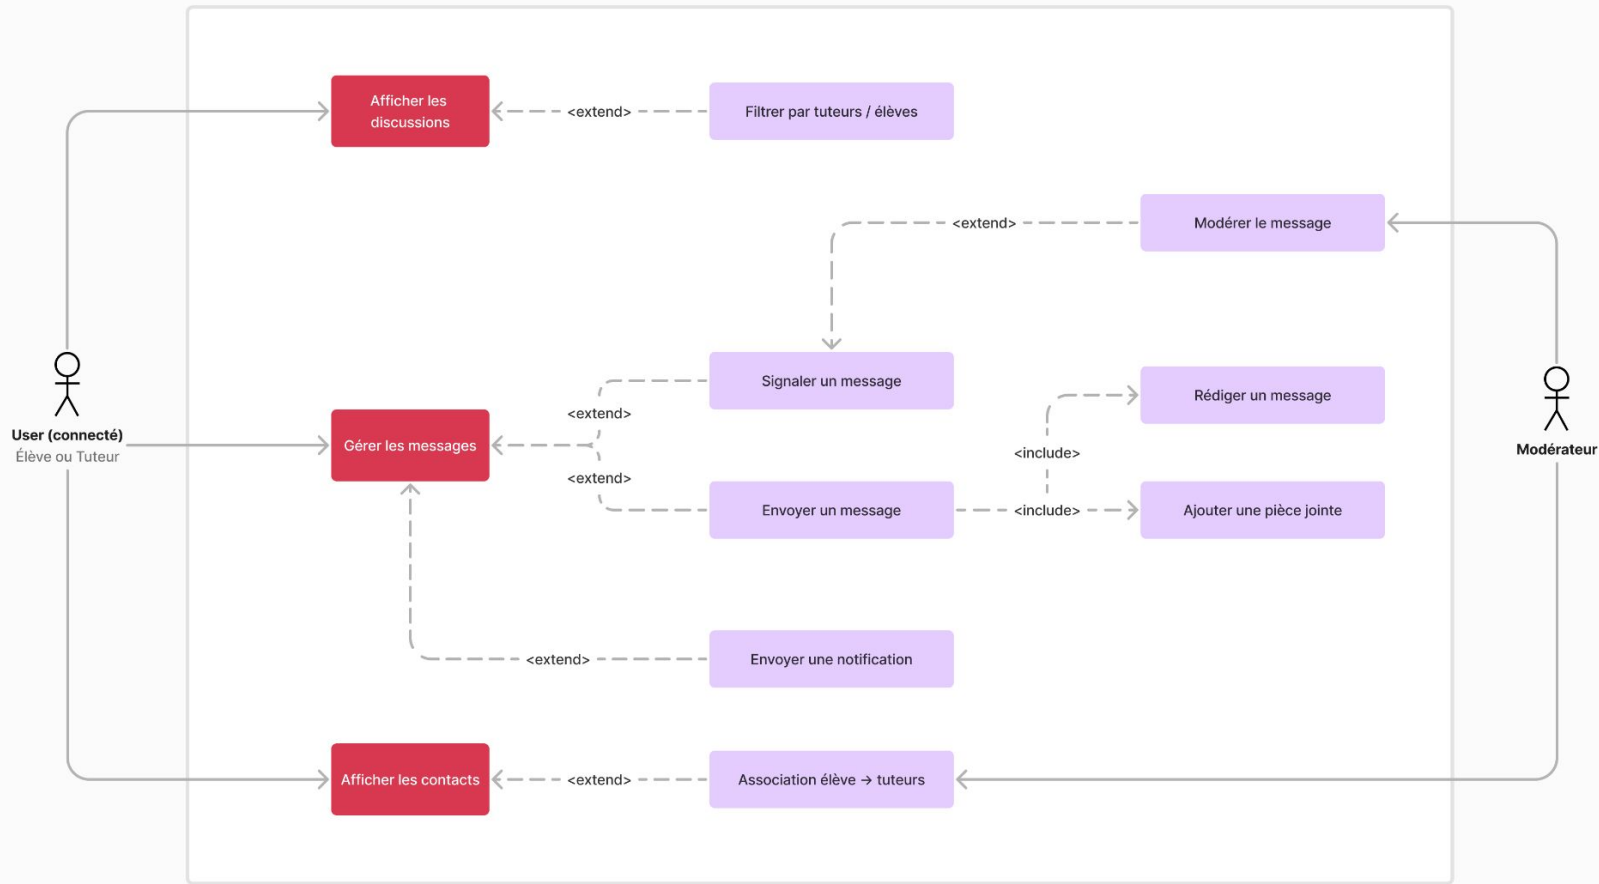 Afficher les
discussions
<extend>
Filtrer par tuteurs / élèves
<extend>
Modérer le message
Signaler un message
Rédiger un message
<extend>
User (connecté)
Élève ou Tuteur
Gérer les messages
<include>
Modérateur
<extend>
Envoyer un message
<include>
Ajouter une pièce jointe
<extend>
Envoyer une notification
Afficher les contacts
<extend>
Association élève → tuteurs